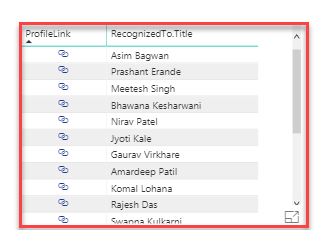 ProfileLink RecognizedTo.Title
Asim Bagwan
Prashant Erande
Meetesh Singh
Bhawana Kesharwani
Nirav Patel
Jyoti Kale
Gaurav Virkhare
Amardeep Patil
Komal Lohana
Rajesh Das
Swapna Kulkarni